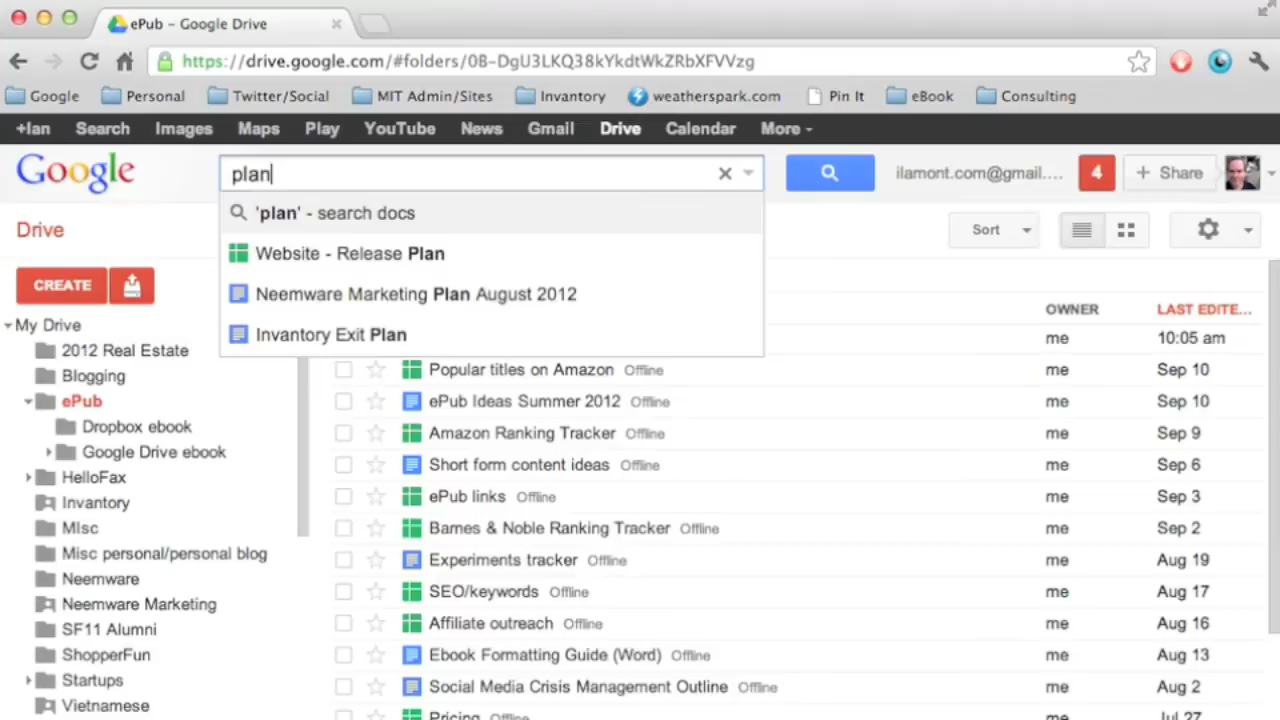 ePub – Google Drive
https://drive.google.com/#folders/0B-DgU3LKQ38kYkdtWkZRbXFVVzg
Google Personal Twitter/Social MIT Admin/Sites Inventory weatherspark.com Pin It eBook Consulting
+Ian Search Images Maps Play YouTube News Gmail Drive Calendar More
Google plan ilamont.com@gmail.... 4 + Share
'plan' - search docs
Website - Release Plan
Neemware Marketing Plan August 2012
Invantory Exit Plan
Drive
Sort
CREATE
My Drive
2012 Real Estate
Blogging
ePub
Dropbox ebook
Google Drive ebook
HelloFax
Invantory
MIsc
Misc personal/personal blog
Neemware
Neemware Marketing
SF11 Alumni
ShopperFun
Startups
Vietnamese
OWNER LAST EDITE...
me 10:05 am
Popular titles on Amazon Offline me Sep 10
ePub Ideas Summer 2012 Offline me Sep 10
Amazon Ranking Tracker Offline me Sep 9
Short form content ideas Offline me Sep 6
ePub links Offline me Sep 3
Barnes & Noble Ranking Tracker Offline me Sep 2
Experiments tracker Offline me Aug 19
SEO/keywords Offline me Aug 17
Affiliate outreach Offline me Aug 16
Ebook Formatting Guide (Word) Offline me Aug 13
Social Media Crisis Management Outline Offline me Aug 2
Pricing Offline me Jul 27